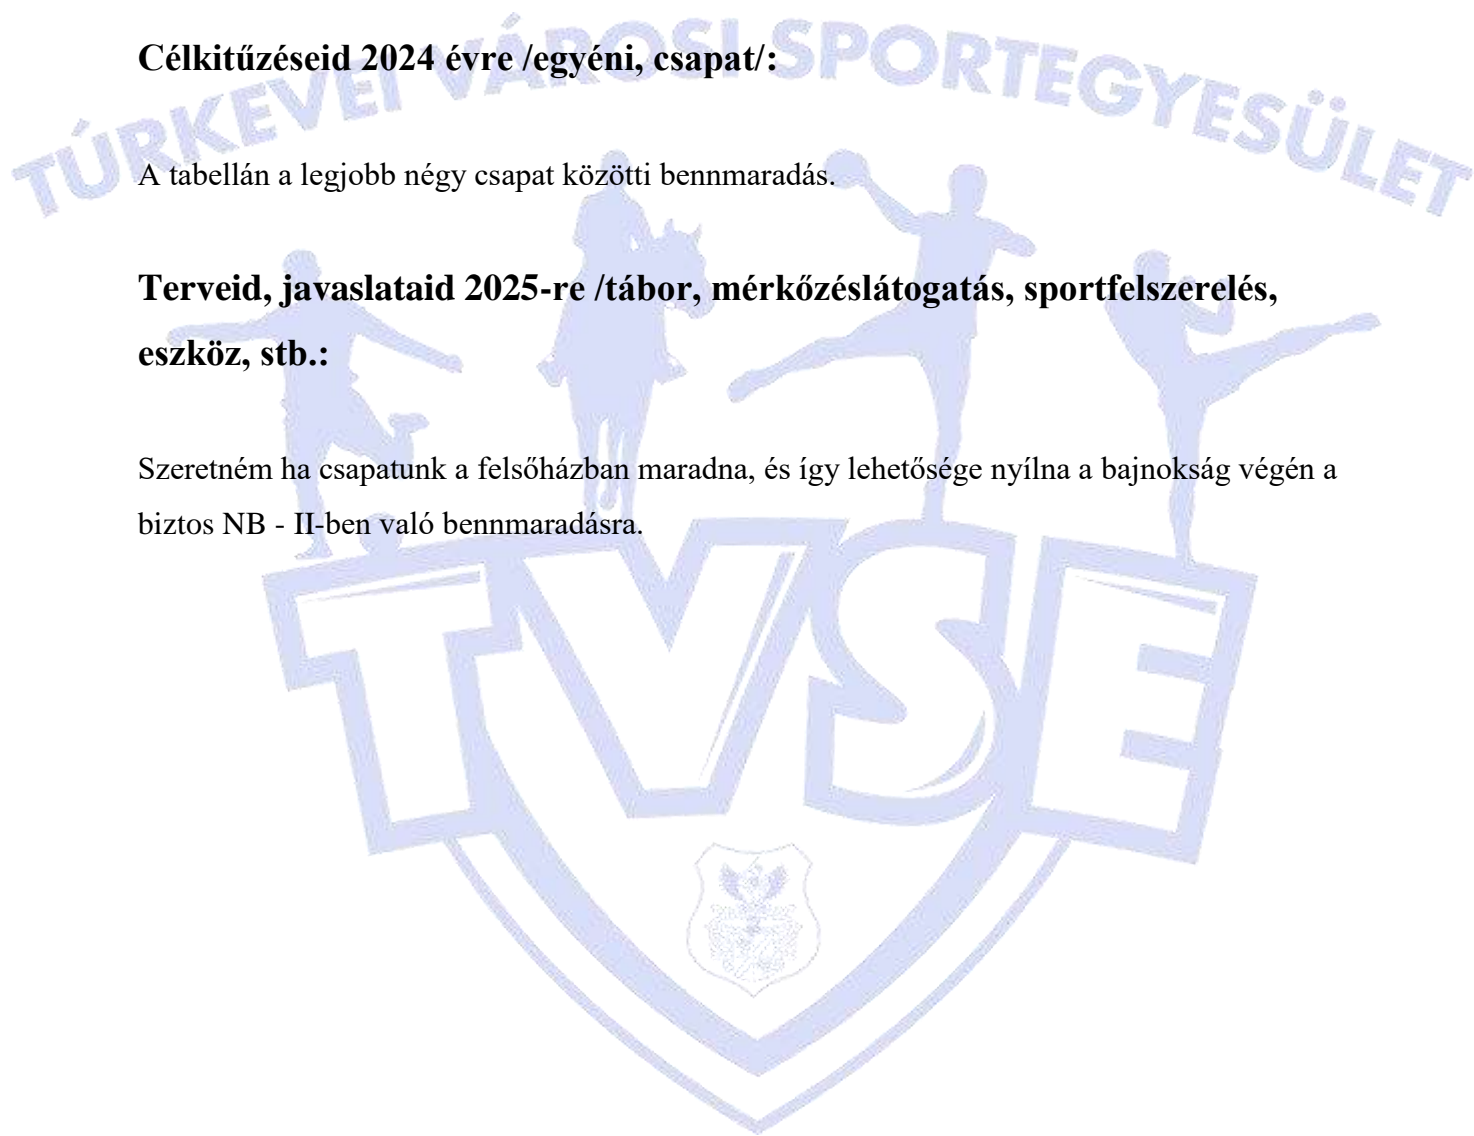 TÚRKEVEI VÁROSI SPORTEGYESÜLET
Célkitűzéseid 2024 évre /egyéni, csapat/:
A tabellán a legjobb négy csapat közötti bennmaradás.
Terveid, javaslataid 2025-re /tábor, mérkőzéslátogatás, sportfelszerelés,
eszköz, stb.:
Szeretném ha csapatunk a felsőházban maradna, és így lehetősége nyílna a bajnokság végén a
biztos NB - II-ben való bennmaradásra.
TVSE